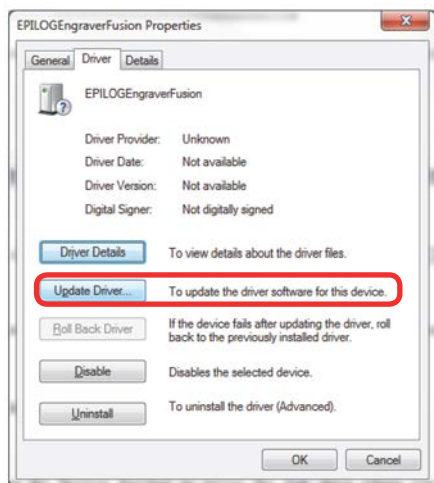 EPILOGEngraverFusion Properties
General Driver Details
EPILOGEngraverFusion
Driver Provider: Unknown
Driver Date: Not available
Driver Version: Not available
Digital Signer: Not digitally signed
Driver Details To view details about the driver files.
Update Driver... To update the driver software for this device.
Roll Back Driver If the device fails after updating the driver, roll
back to the previously installed driver.
Disable Disables the selected device.
Uninstall To uninstall the driver (Advanced).
OK Cancel